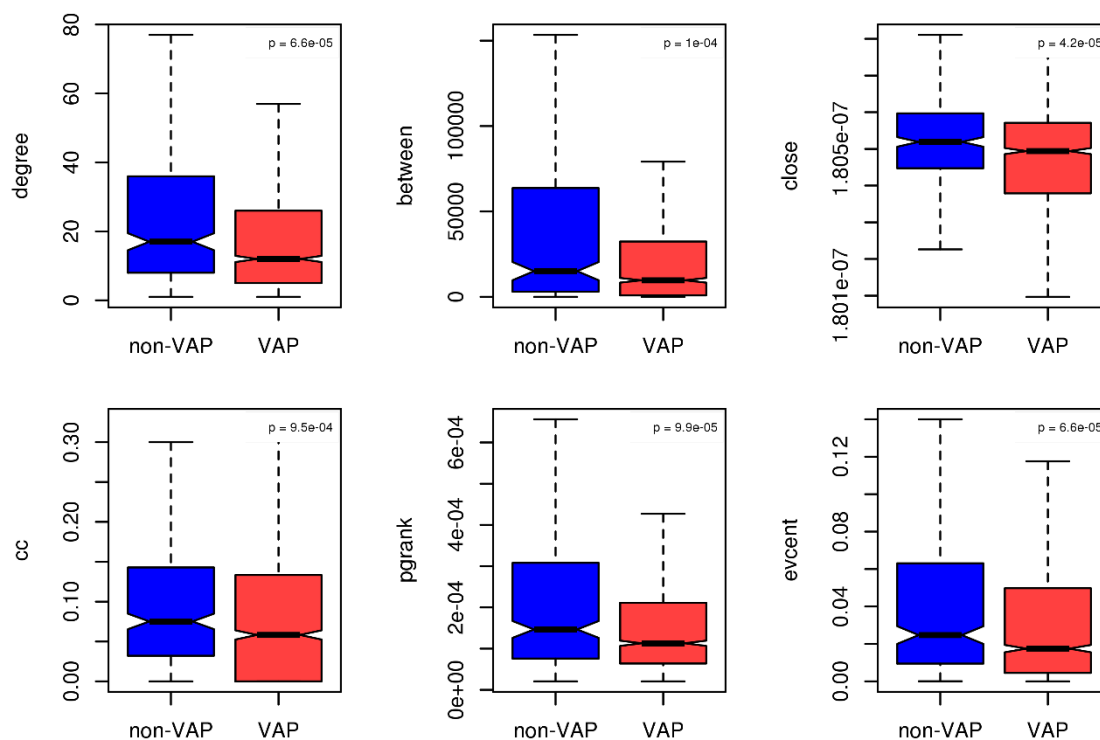 degree
80
60
40
20
0
p = 6.6e-05
non-VAP VAP
between
100000
50000
0
p = 1e-04
non-VAP VAP
close
1.805e-07
1.801e-07
p = 4.2e-05
non-VAP VAP
cc
0.30
0.20
0.10
0.00
p = 9.5e-04
non-VAP VAP
pgrank
6e-04
4e-04
2e-04
0e+00
p = 9.9e-05
non-VAP VAP
evcent
0.12
0.08
0.04
0.00
p = 6.6e-05
non-VAP VAP